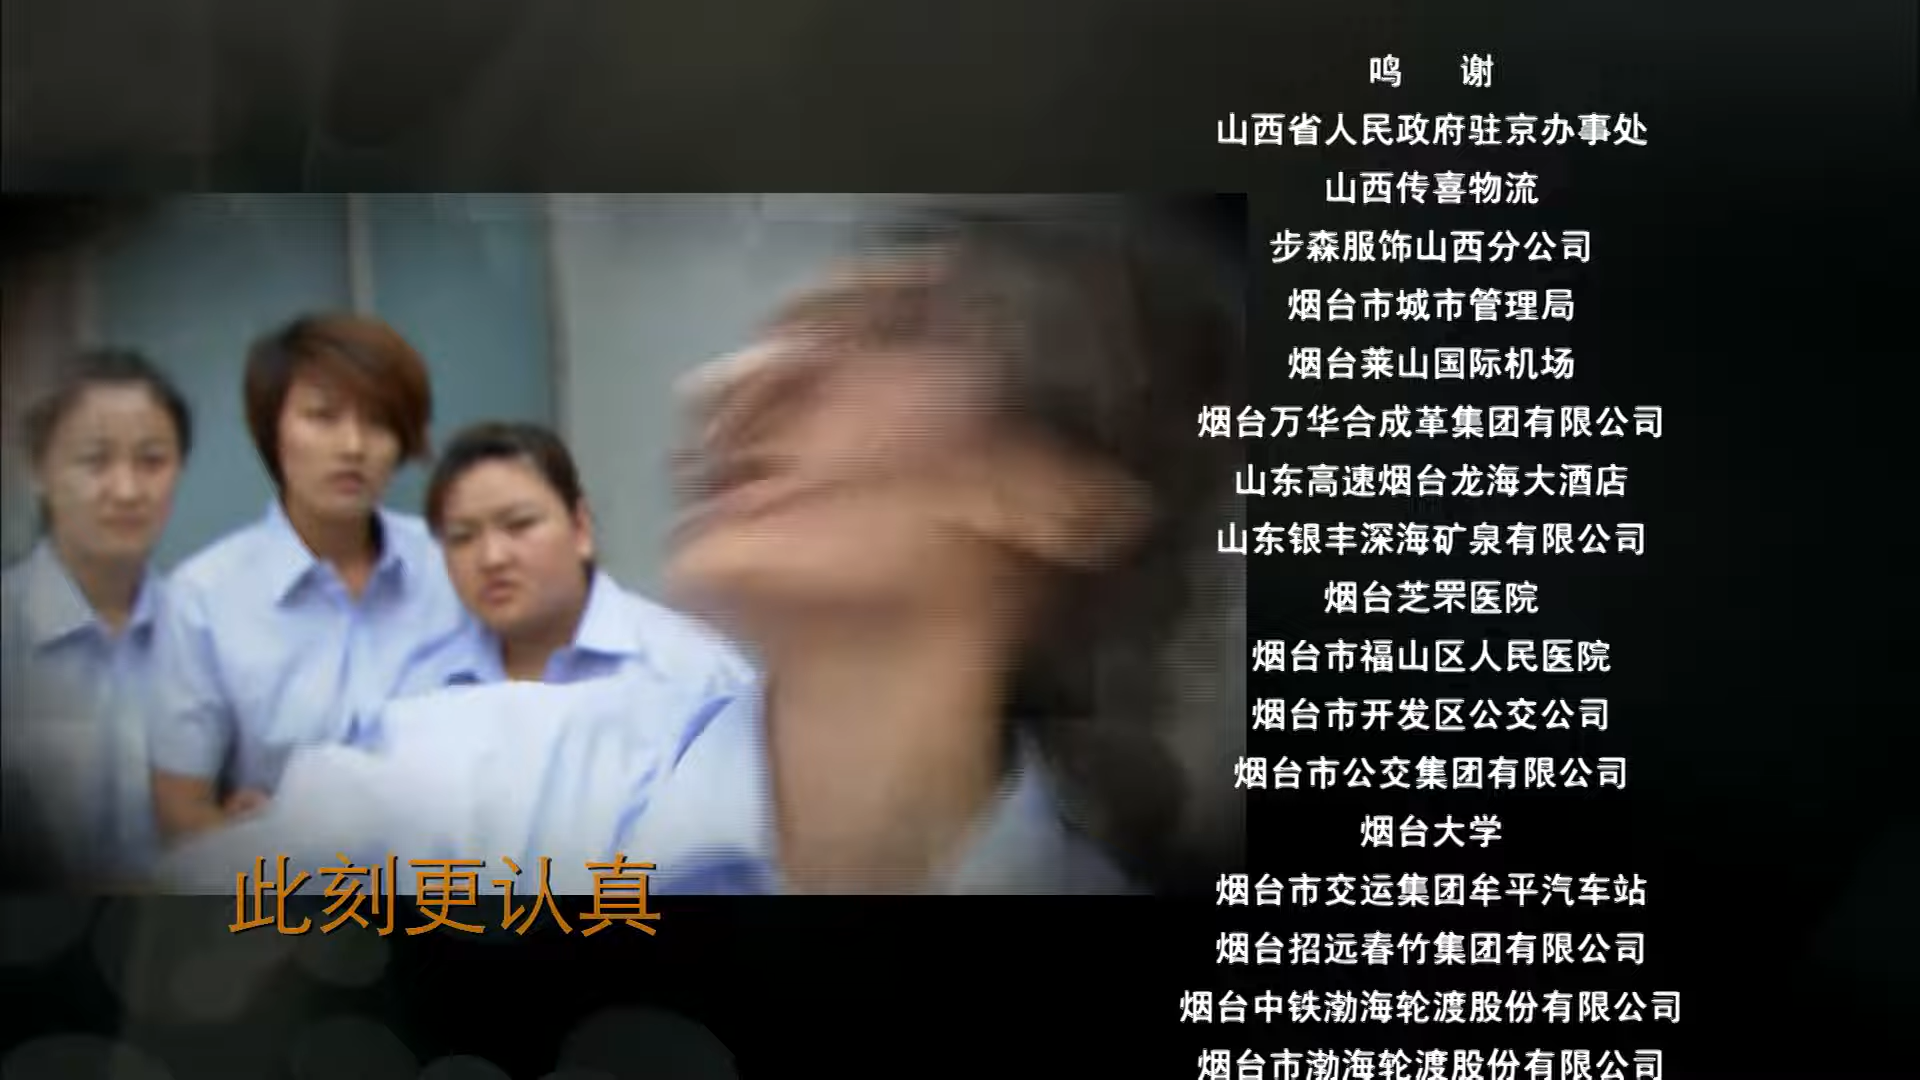 鸣 谢
山西省人民政府驻京办事处
山西传喜物流
步森服饰山西分公司
烟台市城市管理局
烟台莱山国际机场
烟台万华合成革集团有限公司
山东高速烟台龙海大酒店
山东银丰深海矿泉有限公司
烟台芝罘医院
烟台市福山区人民医院
烟台市开发区公交公司
烟台市公交集团有限公司
烟台大学
烟台市交运集团牟平汽车站
烟台招远春竹集团有限公司
烟台中铁渤海轮渡股份有限公司
烟台市渤海轮渡股份有限公司
此刻更认真